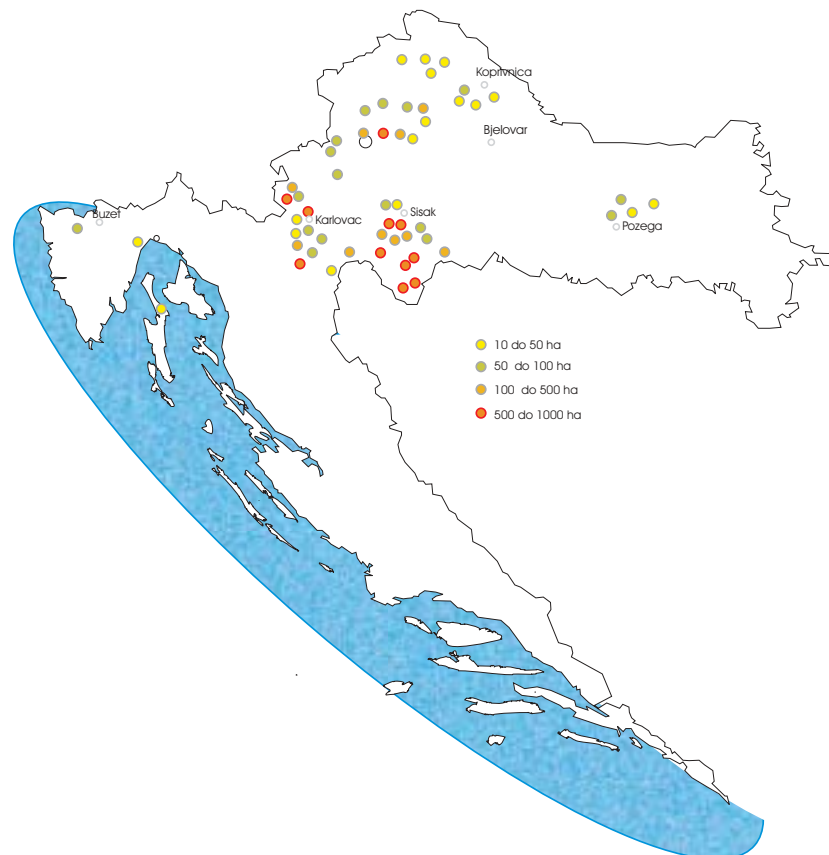 Koprivnica
Bjelovar
Buzet
Karlovac
Sisak
Pozega
10 do 50 ha
50 do 100 ha
100 do 500 ha
500 do 1000 ha